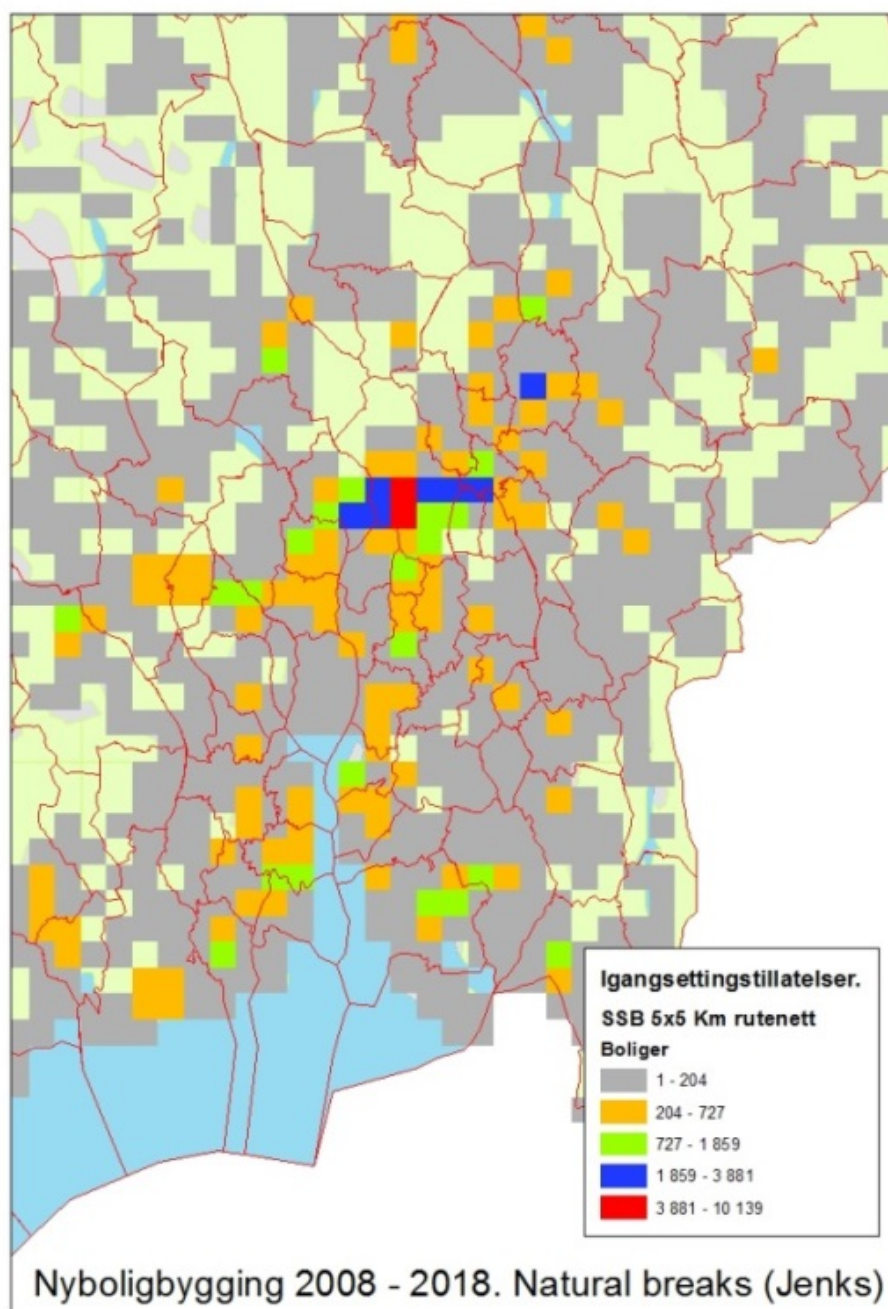 Igangsettingstillatelser.
SSB 5x5 Km rutenett
Boliger
1 - 204
204 - 727
727 - 1 859
1 859 - 3 881
3 881 - 10 139
Nyboligbygging 2008 - 2018. Natural breaks (Jenks)